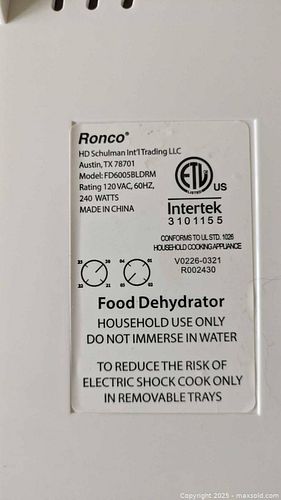 Ronco®
HD Schulman Int'l Trading LLC
Austin, TX 78701
Model: FD6005BLDRM
Rating 120 VAC, 60HZ,
240 WATTS
MADE IN CHINA
ETL
US
Intertek
3101155
CONFORMS TO UL STD. 1026
HOUSEHOLD COOKING APPLIANCE
V0226-0321
R002430
Food Dehydrator
HOUSEHOLD USE ONLY
DO NOT IMMERSE IN WATER
TO REDUCE THE RISK OF
ELECTRIC SHOCK COOK ONLY
IN REMOVABLE TRAYS
Copyright 2025 - maxsold.com